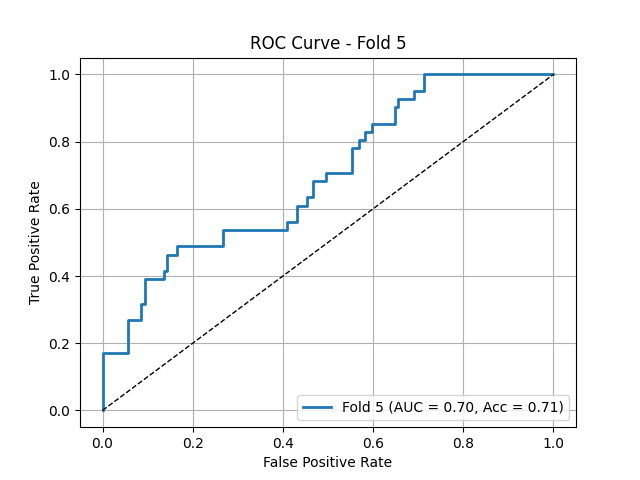 ROC Curve - Fold 5
True Positive Rate
1.0
0.8
0.6
0.4
0.2
0.0
Fold 5 (AUC = 0.70, Acc = 0.71)
0.0 0.2 0.4 0.6 0.8 1.0
False Positive Rate